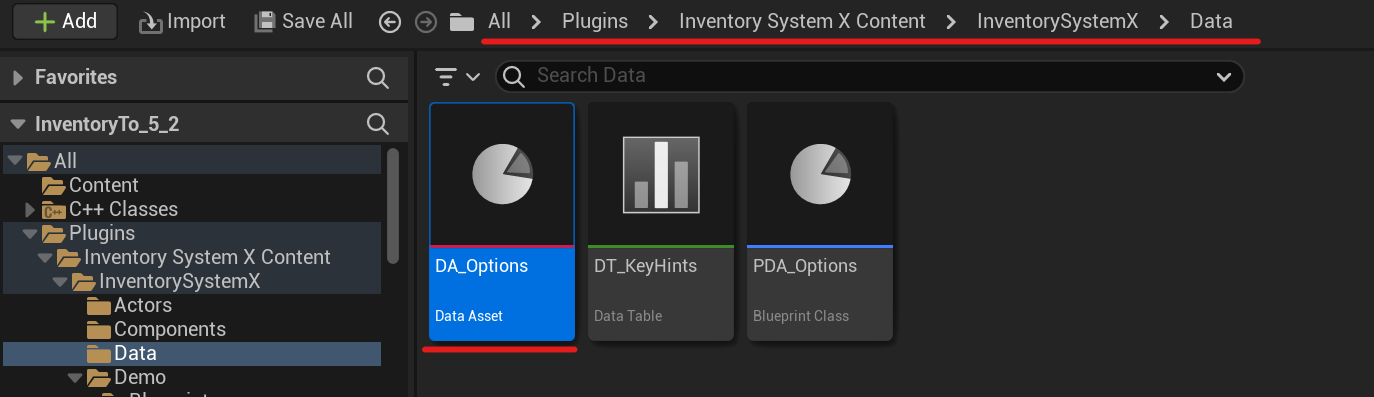 Add Import Save All All Plugins Inventory System X Content InventorySystemX Data
Favorites
Search Data
InventoryTo_5_2
All
Content
C++ Classes
Plugins
Inventory System X Content
InventorySystemX
Actors
Components
Data
Demo
DA_Options
Data Asset
DT_KeyHints
Data Table
PDA_Options
Blueprint Class